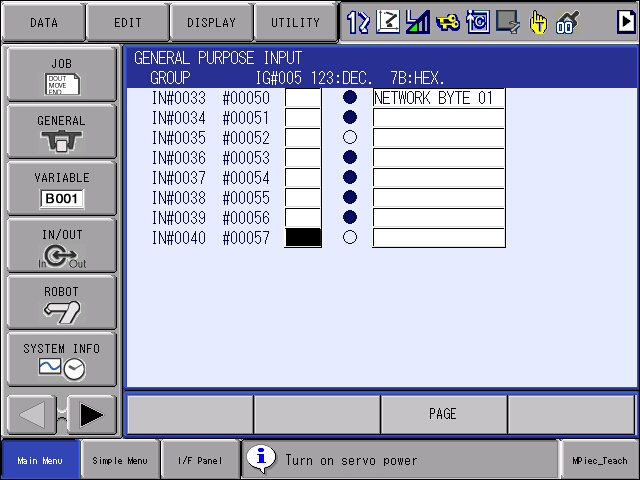 DATA EDIT DISPLAY UTILITY
JOB
DOUT
MOVE
END
GENERAL
VARIABLE
B001
IN/OUT
In Out
ROBOT
SYSTEM INFO
GENERAL PURPOSE INPUT
GROUP IG#005 123:DEC. 7B:HEX.
IN#0033 #00050 NETWORK BYTE 01
IN#0034 #00051
IN#0035 #00052
IN#0036 #00053
IN#0037 #00054
IN#0038 #00055
IN#0039 #00056
IN#0040 #00057
PAGE
Main Menu Simple Menu I/F Panel Turn on servo power MPiec_Teach